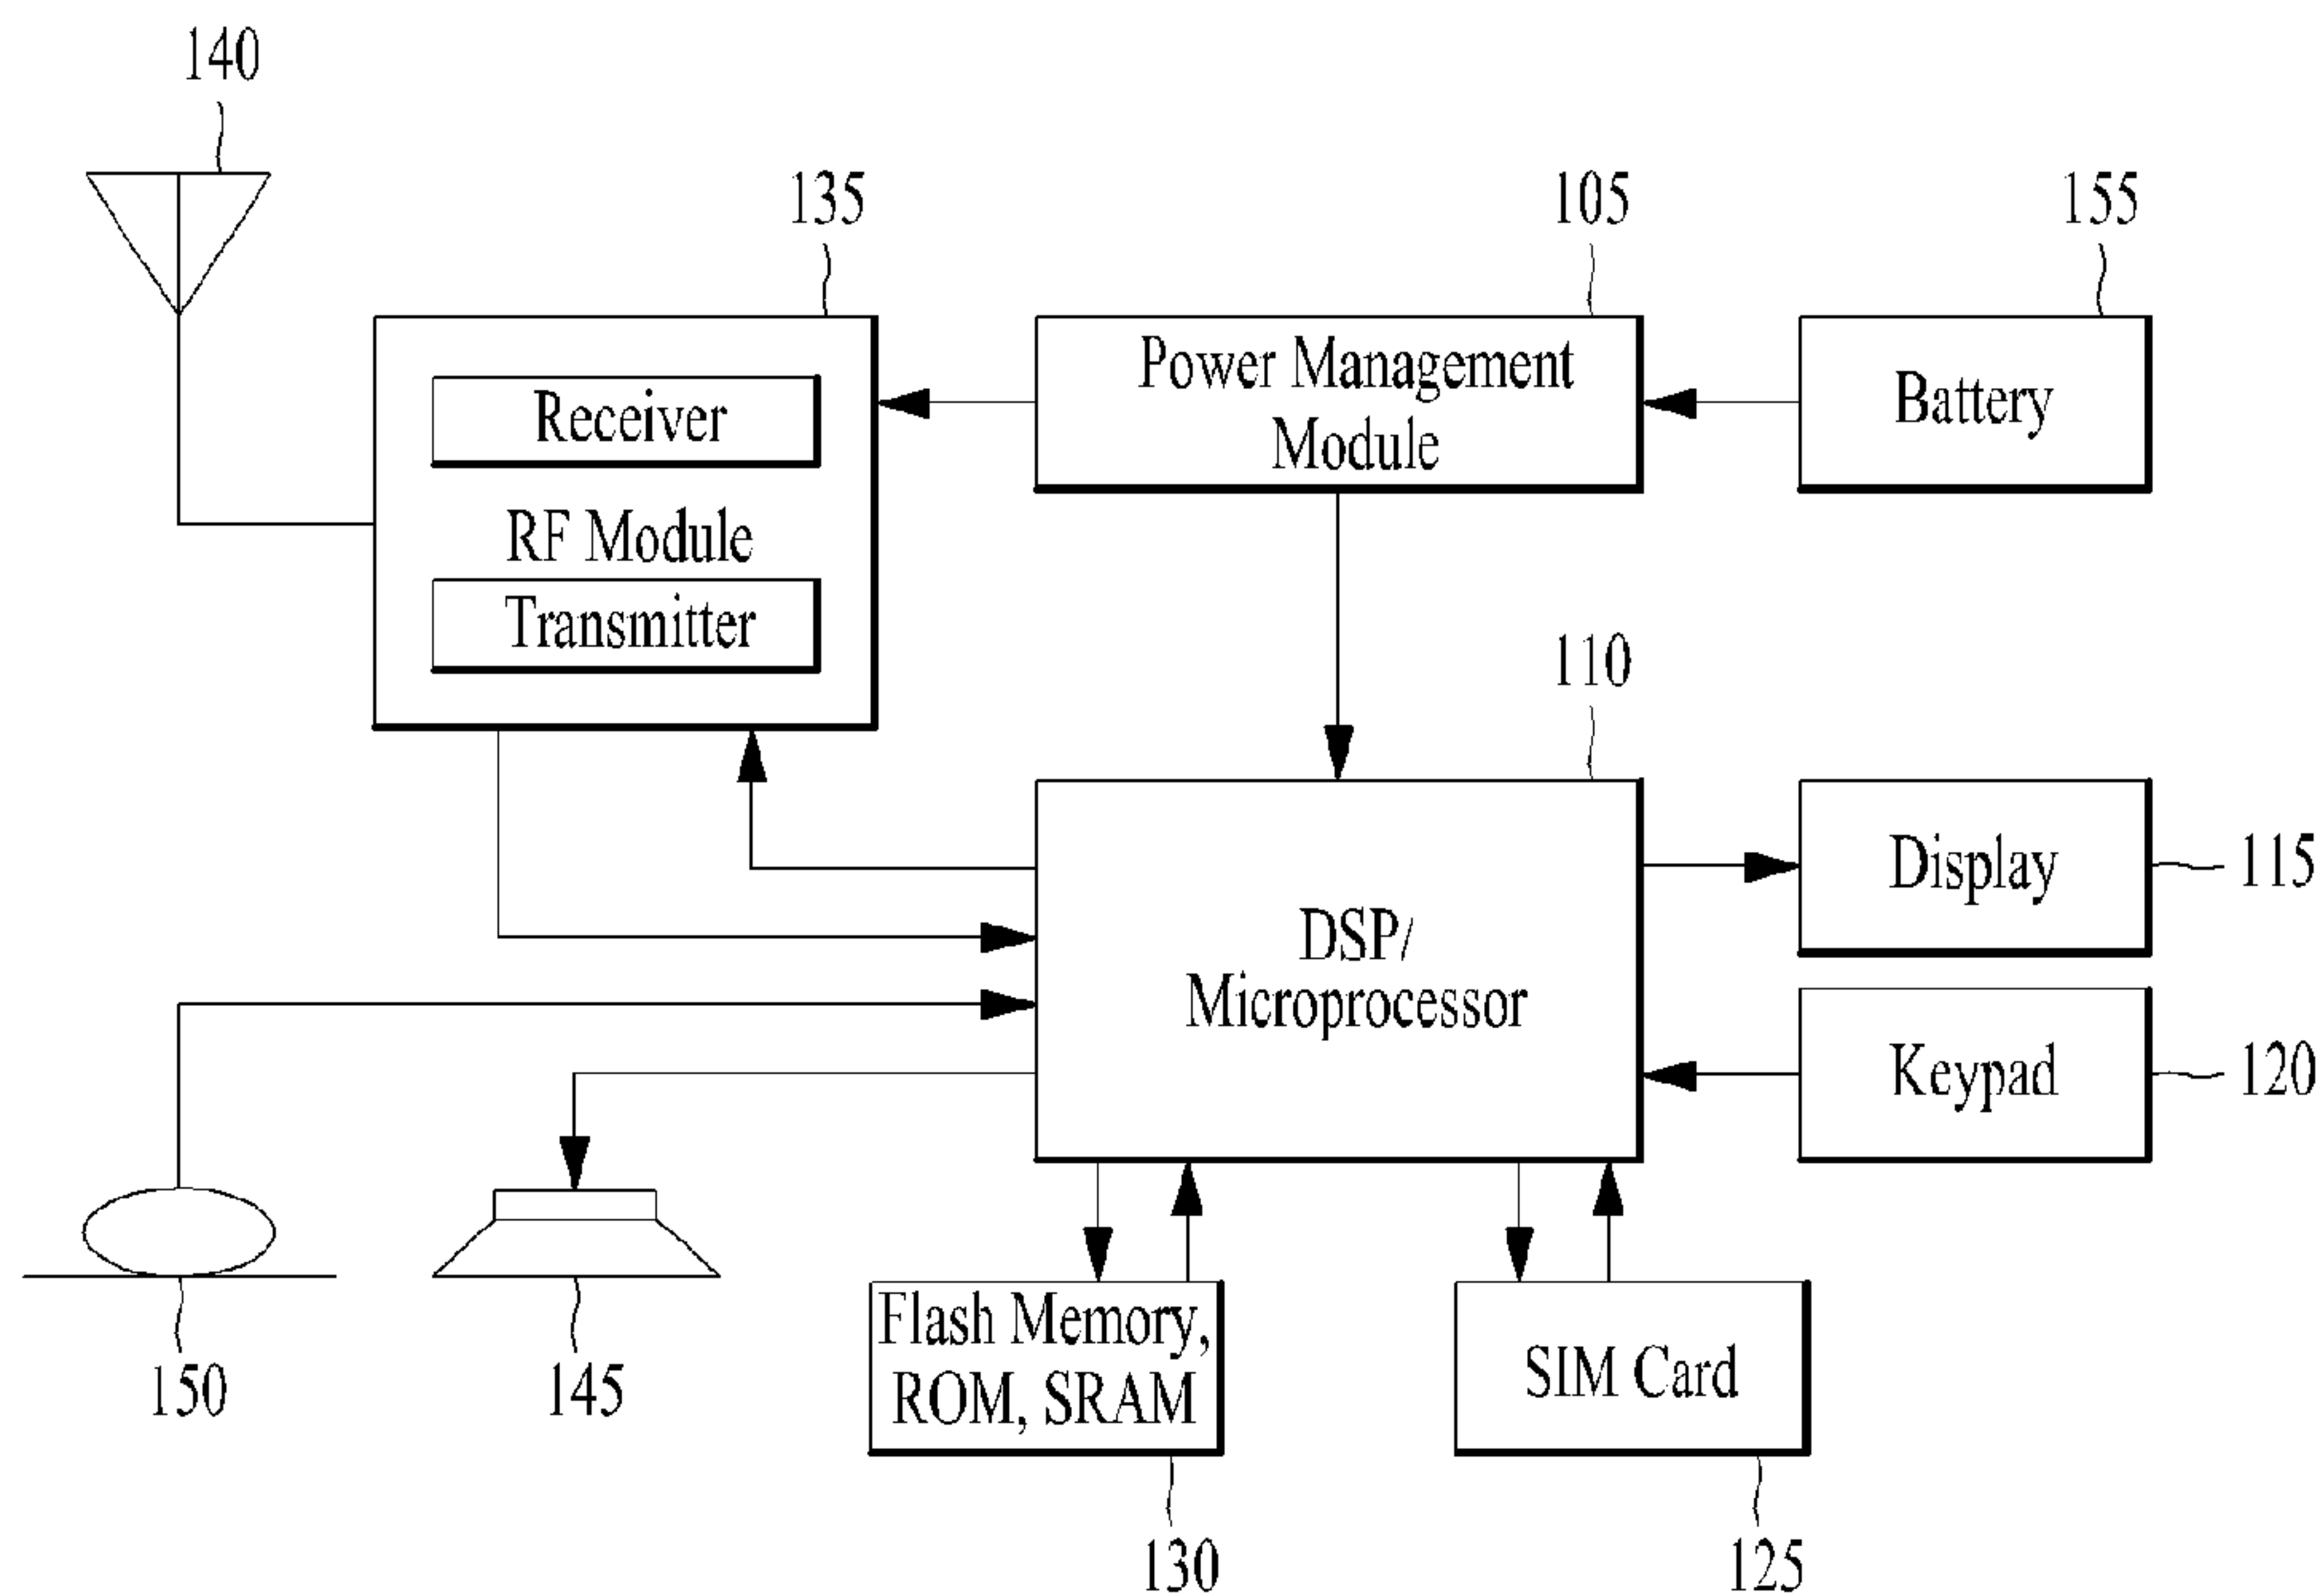 140
135
105
155
Receiver
RF Module
Transmitter
Power Management
Module
Battery
110
DSP/
Microprocessor
Display
115
Keypad
120
150
145
Flash Memory,
ROM, SRAM
SIM Card
130
125